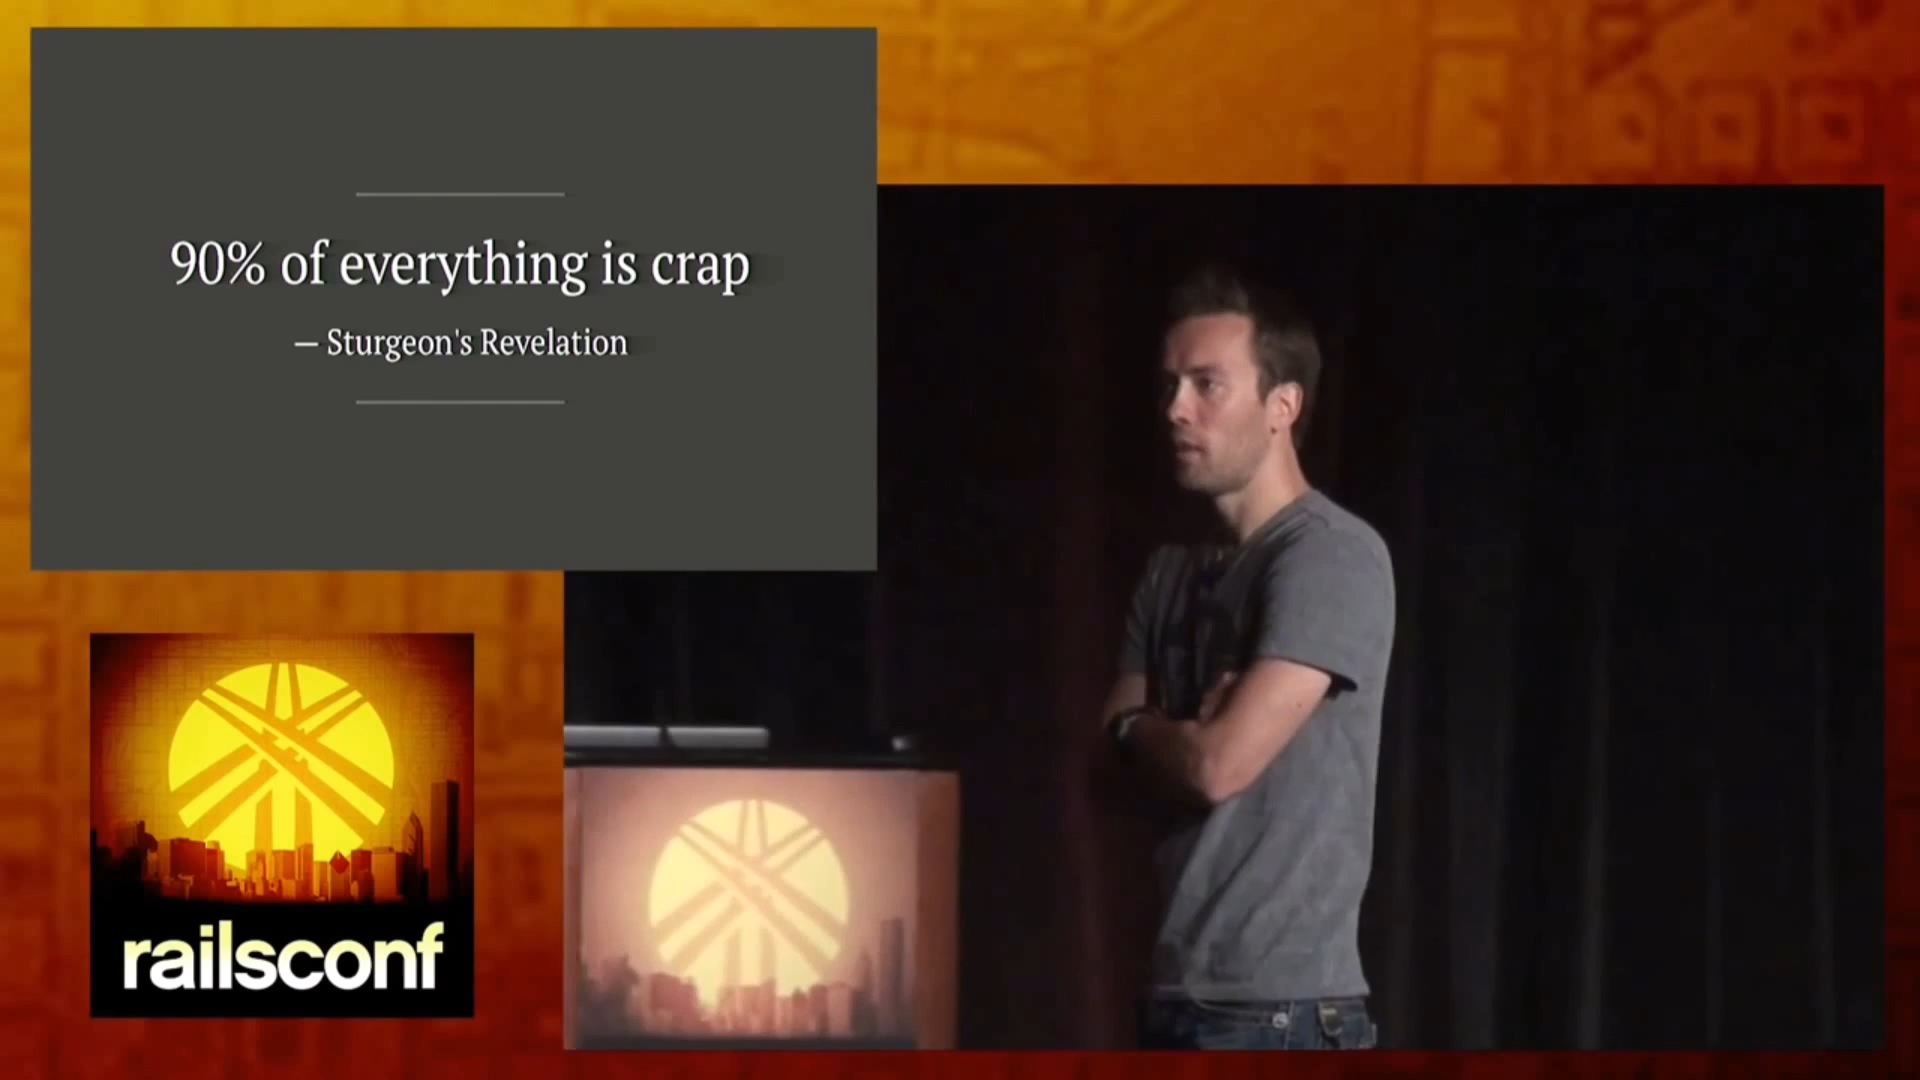 90% of everything is crap
— Sturgeon's Revelation
railsconf